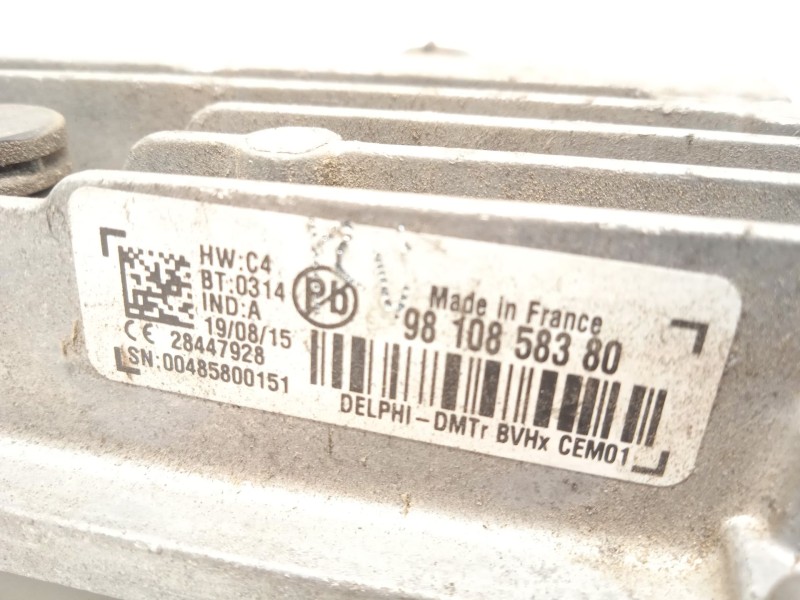 HW:C4
BT:0314
IND:A
19/08/15
CE 28447928
SN:00485800151
Pb
Made in France
98 108 583 80
DELPHI-DMTr BVHx CEM01